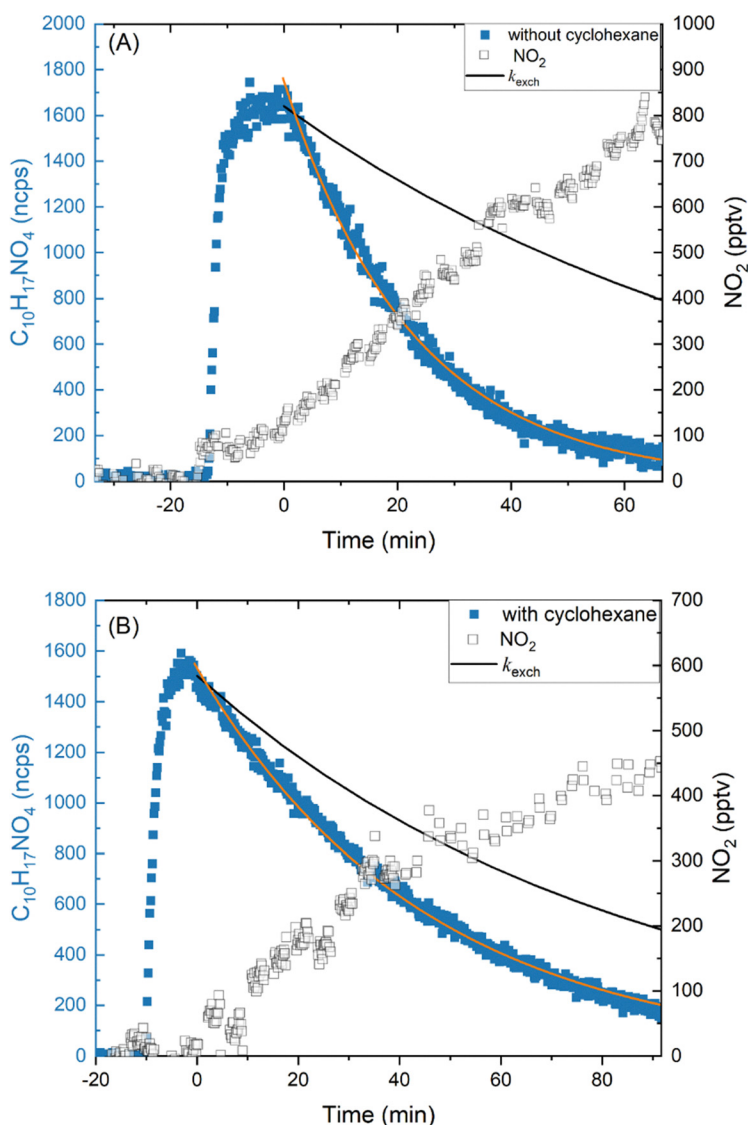 (A)
without cyclohexane
NO2
kexch
2000
1800
1600
1400
1200
1000
800
600
400
200
0
C10H17NO4 (ncps)
1000
900
800
700
600
500
400
300
200
100
0
NO2 (pptv)
-20 0 20 40 60
Time (min)
(B)
with cyclohexane
NO2
kexch
1800
1600
1400
1200
1000
800
600
400
200
0
C10H17NO4 (ncps)
700
600
500
400
300
200
100
0
NO2 (pptv)
-20 0 20 40 60 80
Time (min)